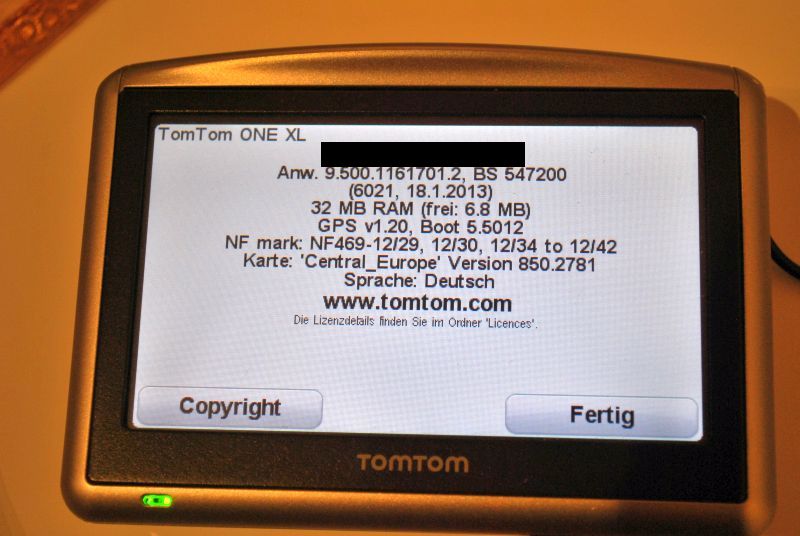 TomTom ONE XL
Anw. 9.500.1161701.2, BS 547200
(6021, 18.1.2013)
32 MB RAM (frei: 6.8 MB)
GPS v1.20, Boot 5.5012
NF mark: NF469-12/29, 12/30, 12/34 to 12/42
Karte: 'Central_Europe' Version 850.2781
Sprache: Deutsch
www.tomtom.com
Die Lizenzdetails finden Sie im Ordner 'Licences'.
Copyright
Fertig
TOMTOM